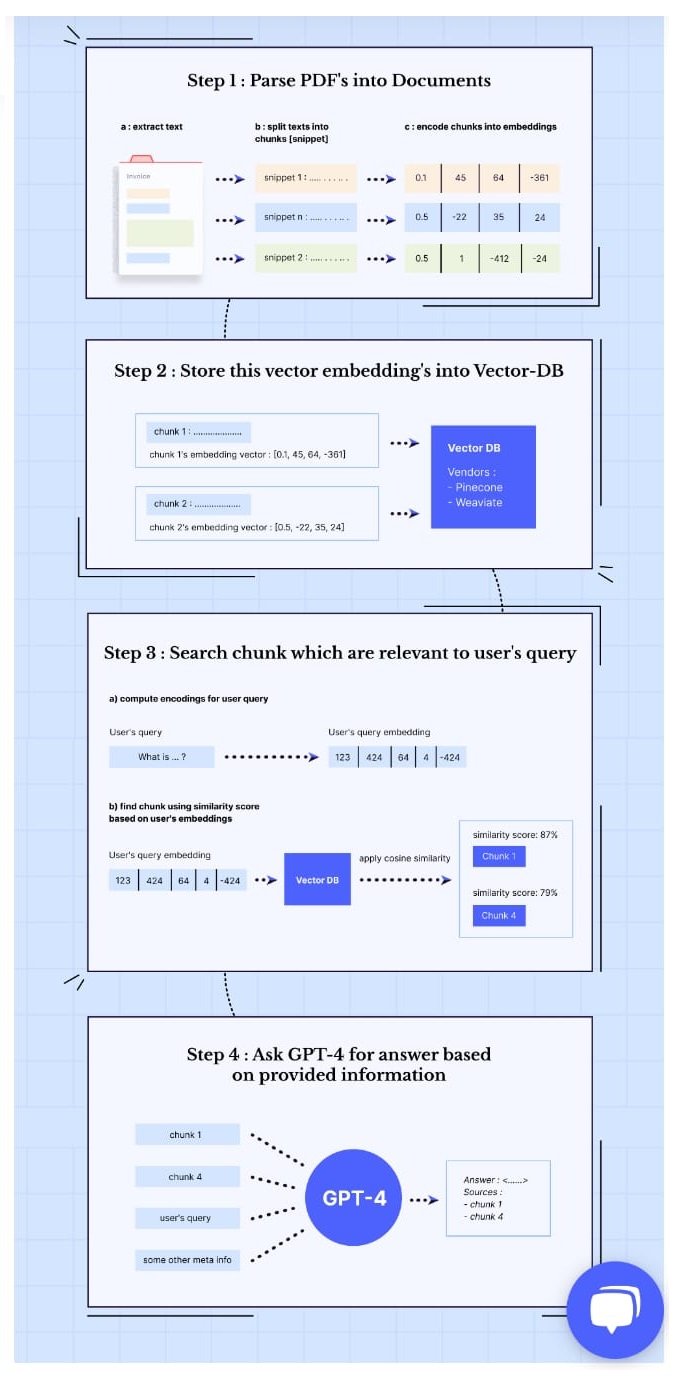 Step 1 : Parse PDF's into Documents
a : extract text
b : split texts into
chunks [snippet]
c : encode chunks into embeddings
Invoice
snippet 1 : ..... . . . . . .
0.1 45 64 -361
snippet n : ..... . . . . . .
0.5 -22 35 24
snippet 2 : ..... . . . . . .
0.5 1 -412 -24
Step 2 : Store this vector embedding's into Vector-DB
chunk 1 : ....................
chunk 1's embedding vector : [0.1, 45, 64, -361]
chunk 2 : ...................
chunk 2's embedding vector : [0.5, -22, 35, 24]
Vector DB
Vendors :
- Pinecone
- Weaviate
Step 3 : Search chunk which are relevant to user's query
a) compute encodings for user query
User's query
What is ... ?
User's query embedding
123 424 64 4 -424
b) find chunk using similarity score
based on user's embeddings
User's query embedding
123 424 64 4 -424
Vector DB
apply cosine similarity
similarity score: 87%
Chunk 1
similarity score: 79%
Chunk 4
Step 4 : Ask GPT-4 for answer based
on provided information
chunk 1
chunk 4
user's query
some other meta info
GPT-4
Answer : <......>
Sources :
- chunk 1
- chunk 4